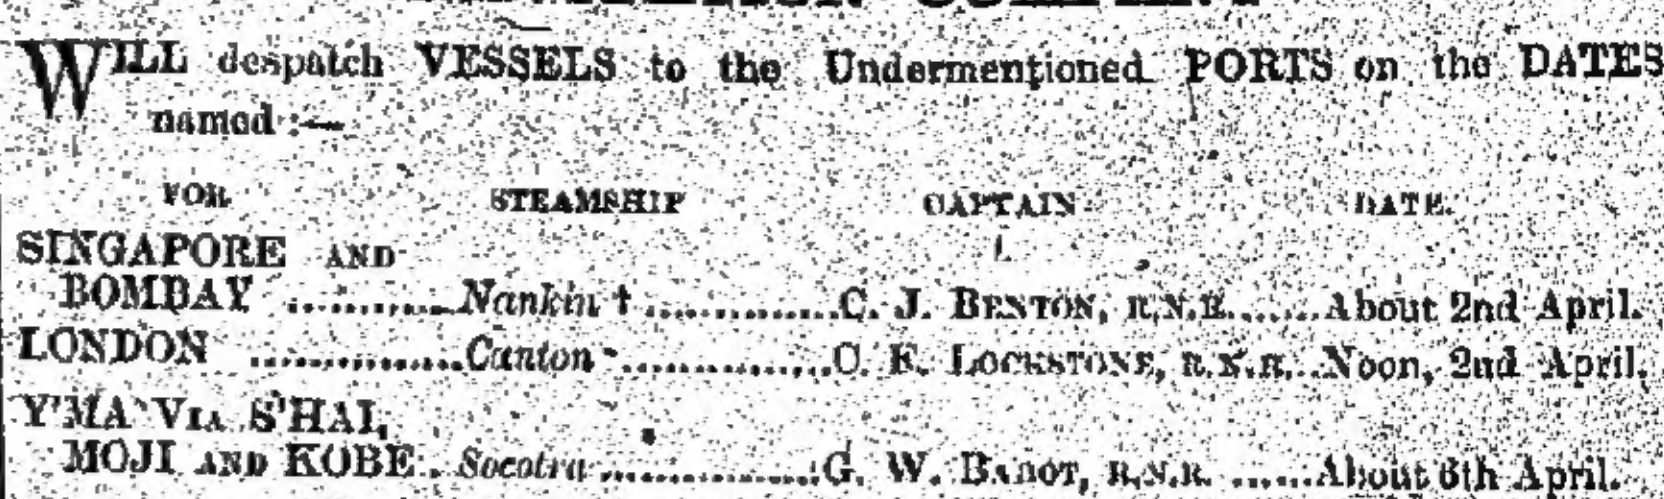 WILL despatch VESSELS to the Undermentioned PORTS on the DATES
named :—
FOR STEAMSHIP CAPTAIN DATE.
SINGAPORE AND
BOMBAY ............ Nankin † ............ C. J. BENTON, R.N.R. ...... About 2nd April.
LONDON ............ Canton ............ LOCKSTONE, R.N.R. ... Noon, 2nd April.
Y'MA VIA S'HAI,
MOJI AND KOBE . Socotra ............ G. W. R.N.R. ...... About 6th April.